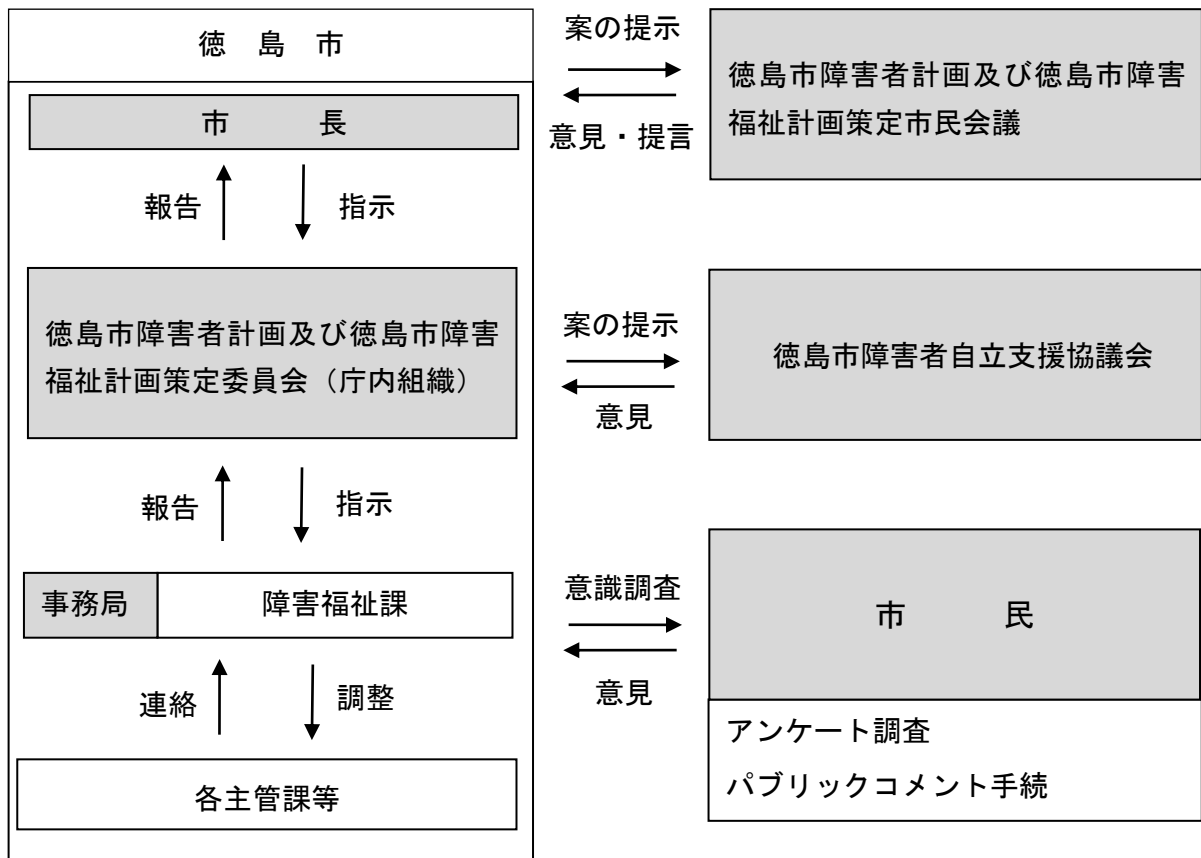 徳　島　市
市　　長
報告
指示
徳島市障害者計画及び徳島市障害
福祉計画策定委員会（庁内組織）
報告
指示
事務局
障害福祉課
連絡
調整
各主管課等
案の提示
意見・提言
徳島市障害者計画及び徳島市障害
福祉計画策定市民会議
案の提示
意見
徳島市障害者自立支援協議会
意識調査
意見
市　　民
アンケート調査
パブリックコメント手続